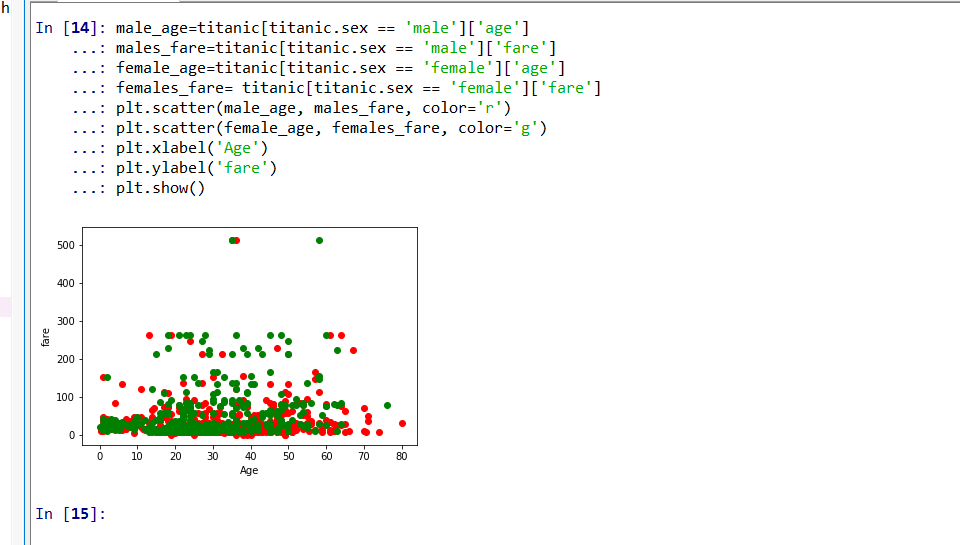 h
In [14]: male_age=titanic[titanic.sex == 'male']['age']
...: males_fare=titanic[titanic.sex == 'male']['fare']
...: female_age=titanic[titanic.sex == 'female']['age']
...: females_fare= titanic[titanic.sex == 'female']['fare']
...: plt.scatter(male_age, males_fare, color='r')
...: plt.scatter(female_age, females_fare, color='g')
...: plt.xlabel('Age')
...: plt.ylabel('fare')
...: plt.show()
500
400
300
200
100
0
fare
0 10 20 30 40 50 60 70 80
Age
In [15]: